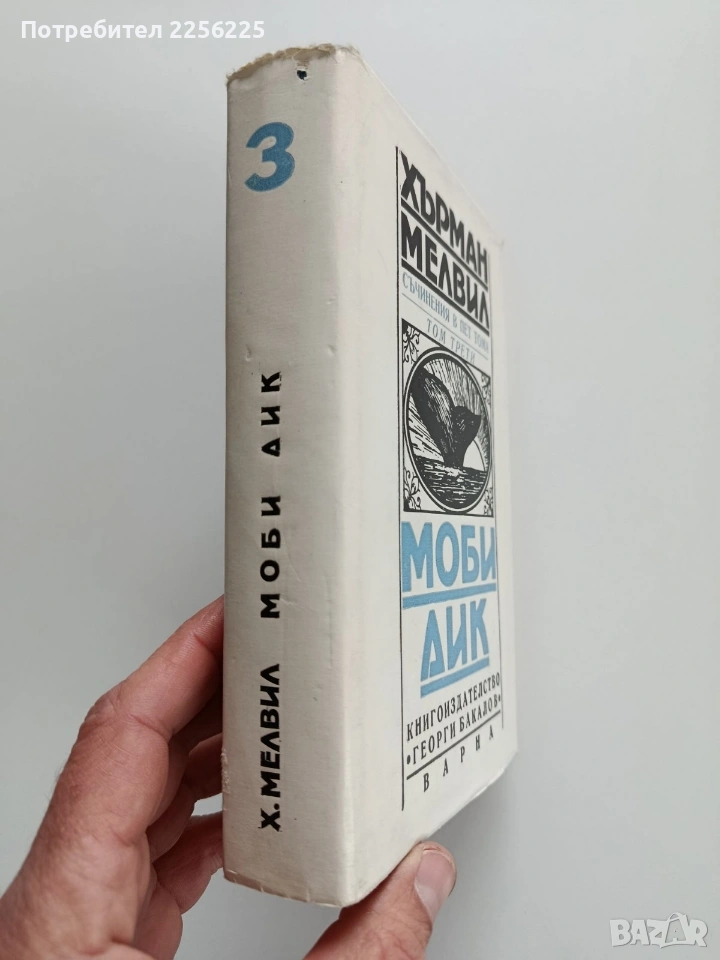 Потребител 2256225
3
Х. МЕЛВИЛ МОБИ ДИК
ХЪРМАН
МЕЛВИЛ
СЪЧИНЕНИЯ В ПЕТ ТОМА
ТОМ ТРЕТИ
МОБИ
ДИК
КНИГОИЗДАТЕЛСТВО
•ГЕОРГИ БАКАЛОВ•
ВАРНА
BAZAR